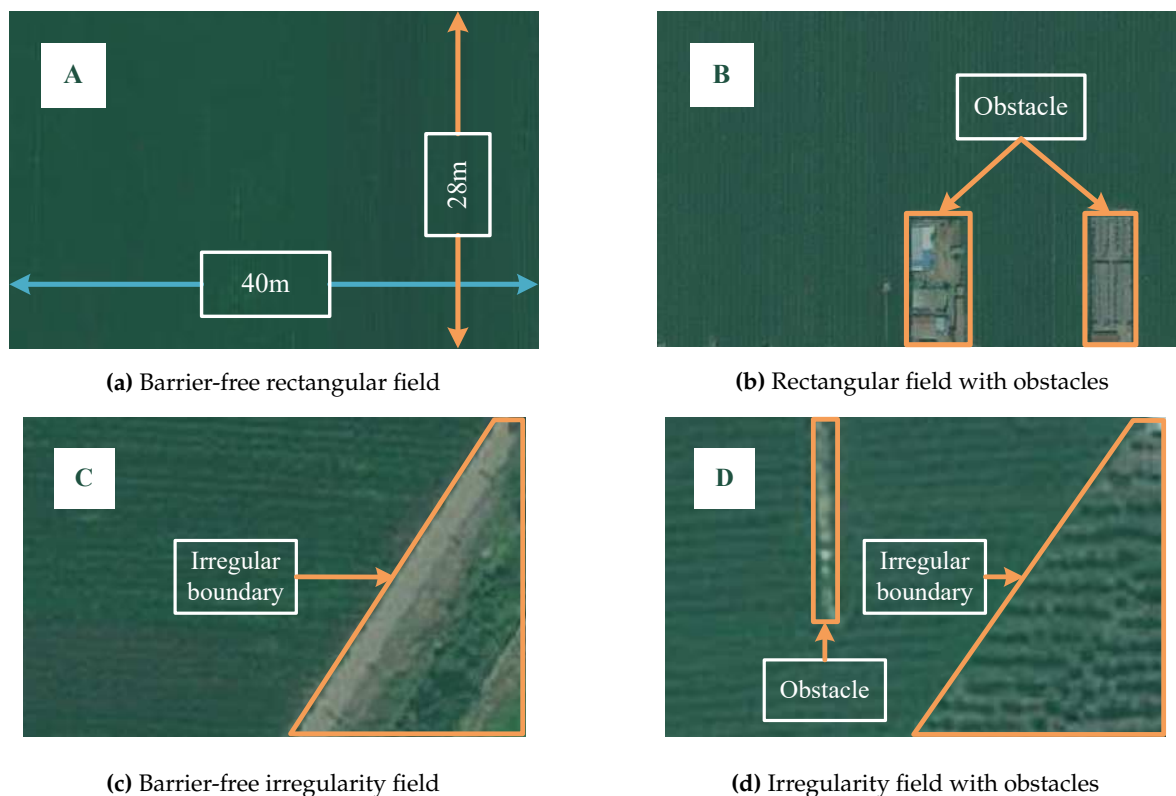 A
28m
40m
(a) Barrier-free rectangular field
B
Obstacle
(b) Rectangular field with obstacles
C
Irregular
boundary
(c) Barrier-free irregularity field
D
Irregular
boundary
Obstacle
(d) Irregularity field with obstacles